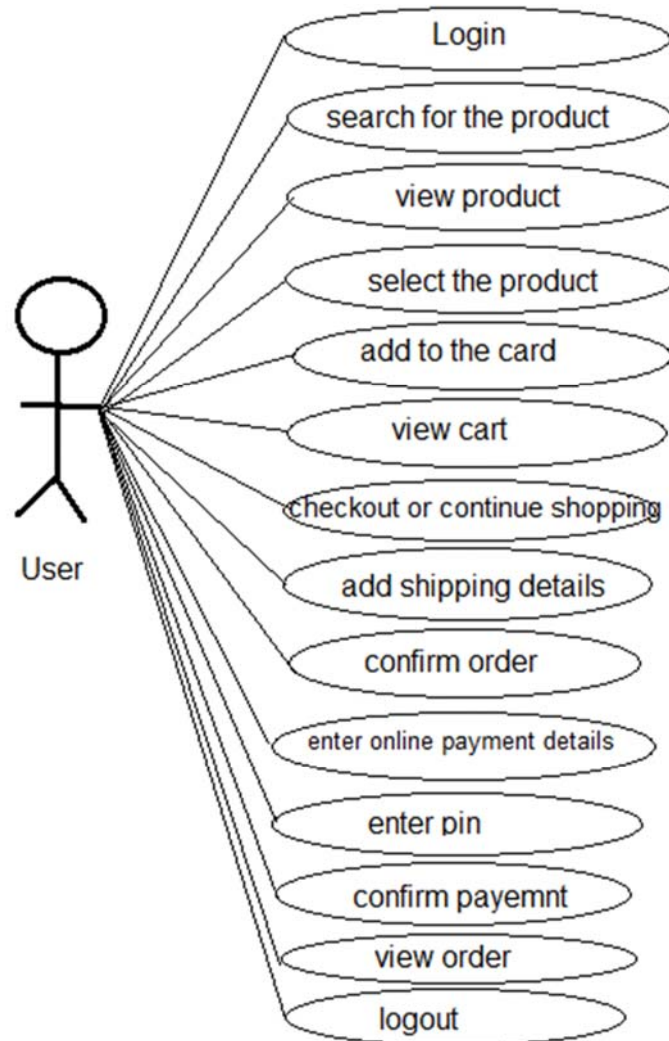 Login
search for the product
view product
select the product
add to the card
view cart
checkout or continue shopping
add shipping details
User
confirm order
enter online payment details
enter pin
confirm payemnt
view order
logout